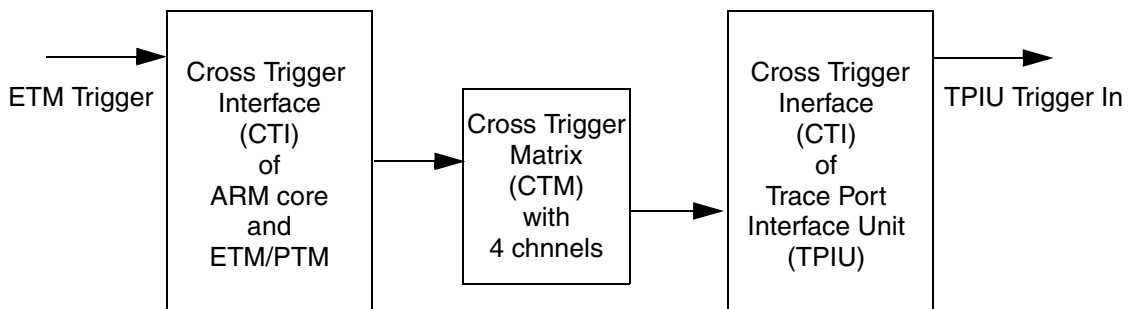 ETM Trigger
Cross Trigger
Interface
(CTI)
of
ARM core
and
ETM/PTM
Cross Trigger
Matrix
(CTM)
with
4 chnnels
Cross Trigger
Inerface
(CTI)
of
Trace Port
Interface Unit
(TPIU)
TPIU Trigger In